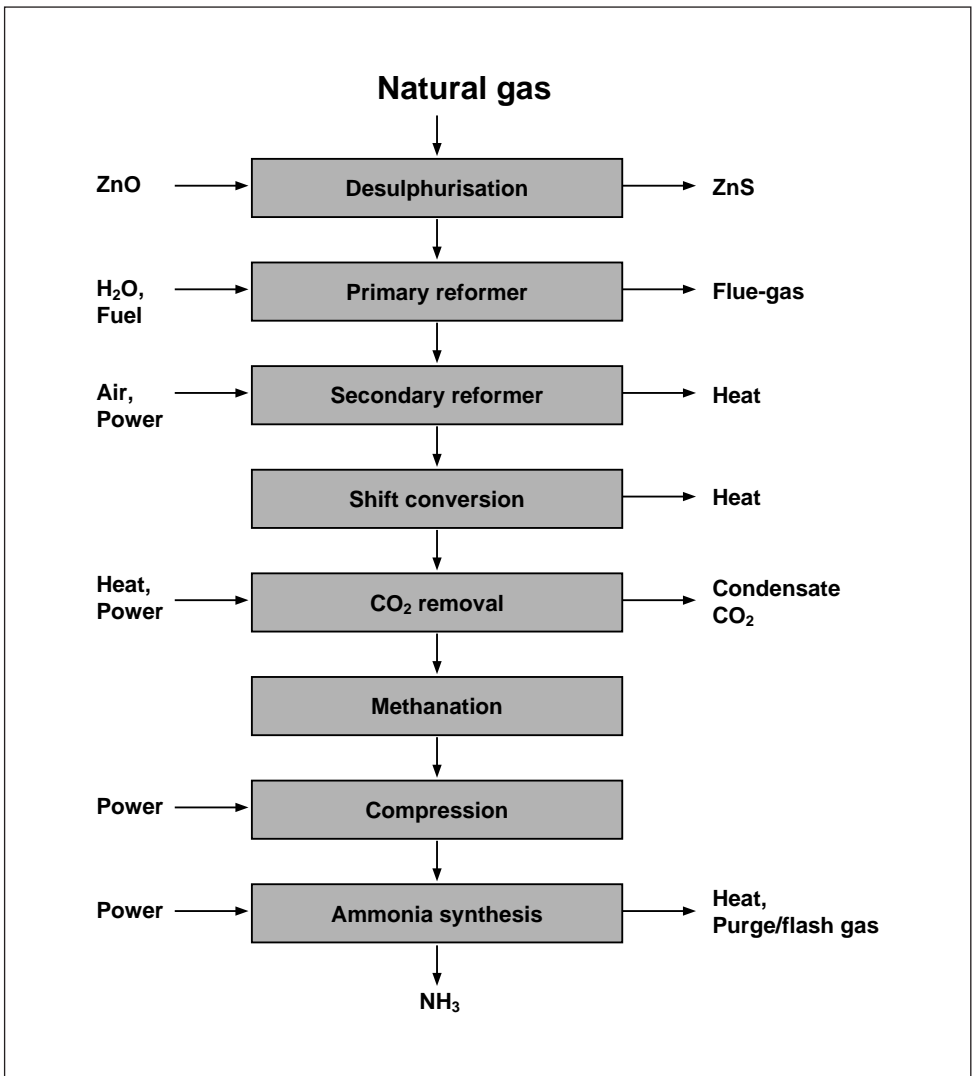 Natural gas
ZnO
Desulphurisation
ZnS
H₂O,
Fuel
Primary reformer
Flue-gas
Air,
Power
Secondary reformer
Heat
Shift conversion
Heat
Heat,
Power
CO₂ removal
Condensate
CO₂
Methanation
Power
Compression
Power
Ammonia synthesis
Heat,
Purge/flash gas
NH₃